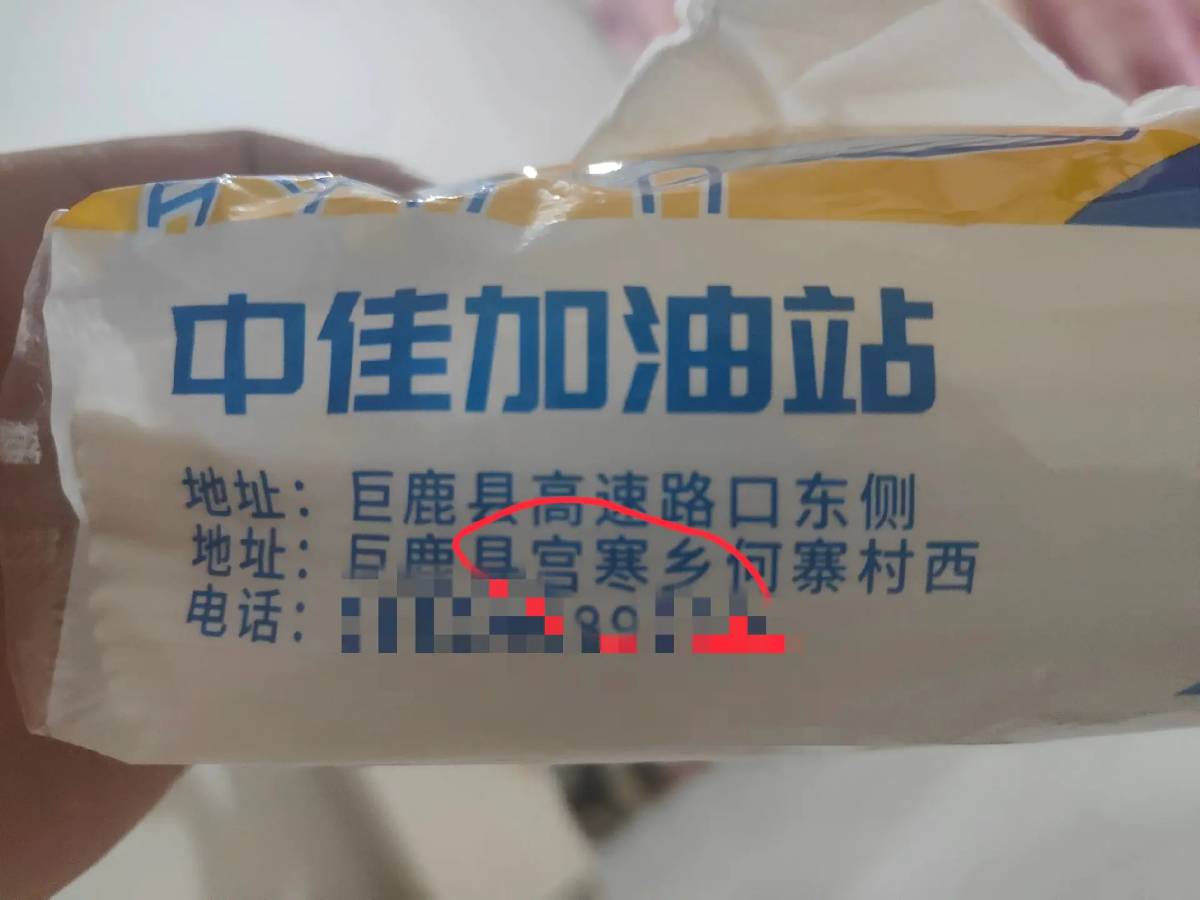 中佳加油站
地址：巨鹿县高速路口东侧
地址：巨鹿县宫寒乡何寨村西
电话：89